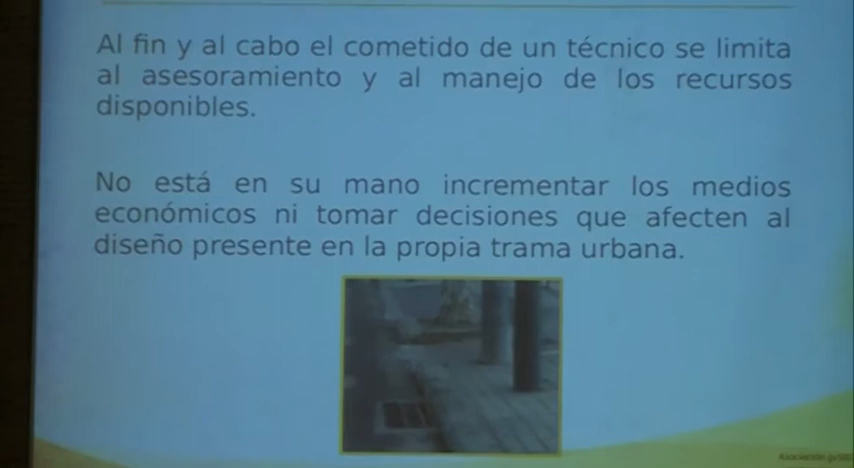 Al fin y al cabo el cometido de un técnico se limita
al asesoramiento y al manejo de los recursos
disponibles.
No está en su mano incrementar los medios
económicos ni tomar decisiones que afecten al
diseño presente en la propia trama urbana.
Asociación